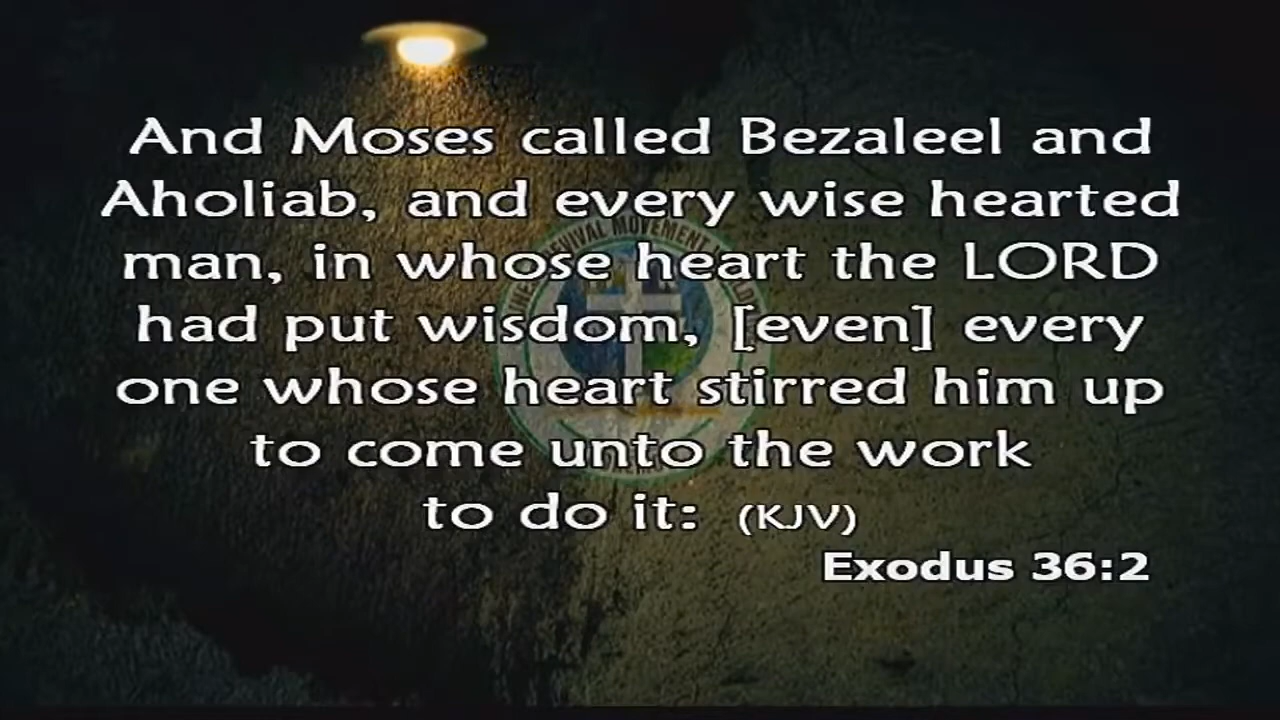 And Moses called Bezaleel and
Aholiab, and every wise hearted
man, in whose heart the LORD
had put wisdom, [even] every
one whose heart stirred him up
to come unto the work
to do it: (KJV)
Exodus 36:2
REVIVAL MOVEMENT